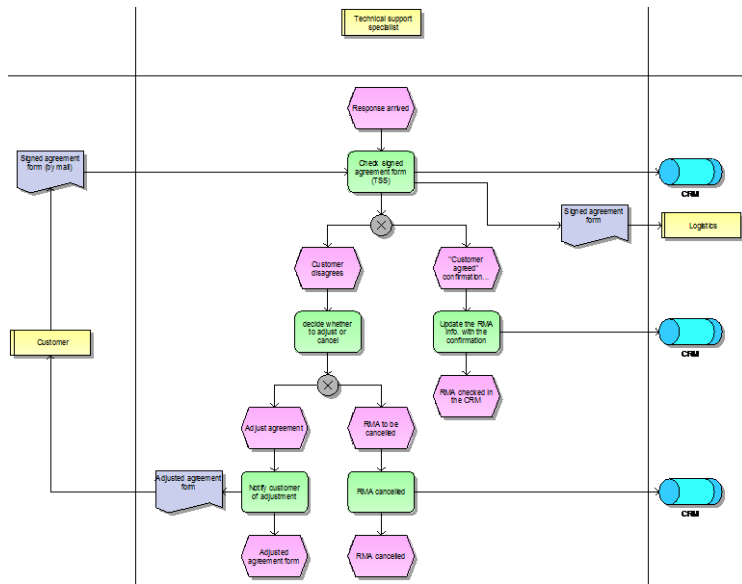 Technical support
specialist
Response arrived
Signed agreement
form (by mail)
Check signed
agreement form
(TSS)
CRM
Signed agreement
form
Logistics
Customer
disagrees
"Customer
agreed"
confirmation...
Customer
decide whether
to adjust or
cancel
Update the RMA
info. with the
confirmation
CRM
RMA checked in
the CRM
Adjust agreement
RMA to be
cancelled
Adjusted agreement
form
Notify customer
of adjustment
RMA cancelled
CRM
Adjusted
agreement form
RMA cancelled